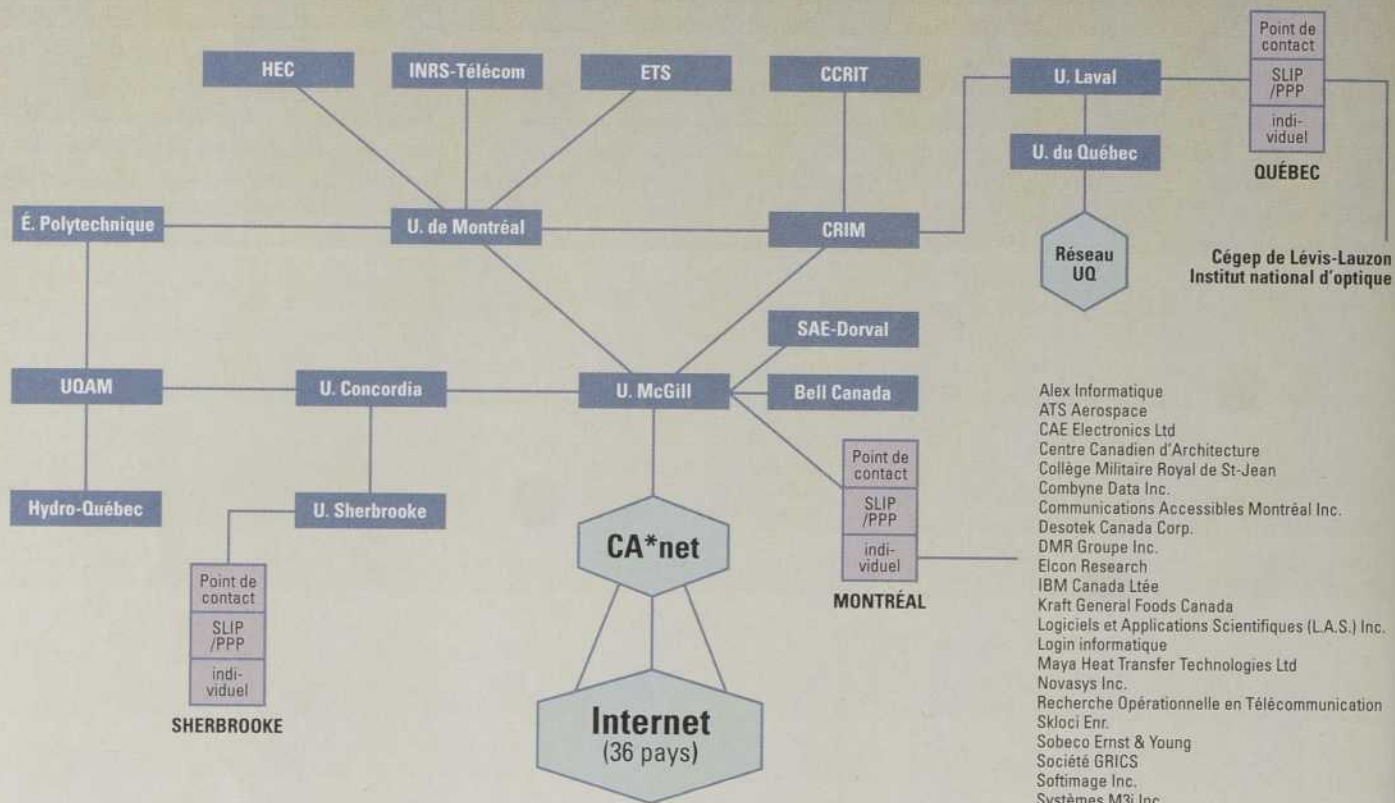 HEC
INRS-Télécom
ETS
CCRIT
U. Laval
Point de
contact
SLIP
/PPP
indi-
viduel
QUÉBEC
U. du Québec
É. Polytechnique
U. de Montréal
CRIM
Réseau
UQ
Cégep de Lévis-Lauzon
Institut national d'optique
SAE-Dorval
UQAM
U. Concordia
U. McGill
Bell Canada
Hydro-Québec
U. Sherbrooke
Point de
contact
SLIP
/PPP
indi-
viduel
SHERBROOKE
CA*net
Internet
(36 pays)
Point de
contact
SLIP
/PPP
indi-
viduel
MONTRÉAL
Alex Informatique
ATS Aerospace
CAE Electronics Ltd
Centre Canadien d'Architecture
Collège Militaire Royal de St-Jean
Combyne Data Inc.
Communications Accessibles Montréal Inc.
Desotek Canada Corp.
DMR Groupe Inc.
Elcon Research
IBM Canada Ltée
Kraft General Foods Canada
Logiciels et Applications Scientifiques (L.A.S.) Inc.
Login informatique
Maya Heat Transfer Technologies Ltd
Novasys Inc.
Recherche Opérationnelle en Télécommunication
Skloci Enr.
Sobeco Ernst & Young
Société GRICS
Softimage Inc.
Systèmes M3i Inc.